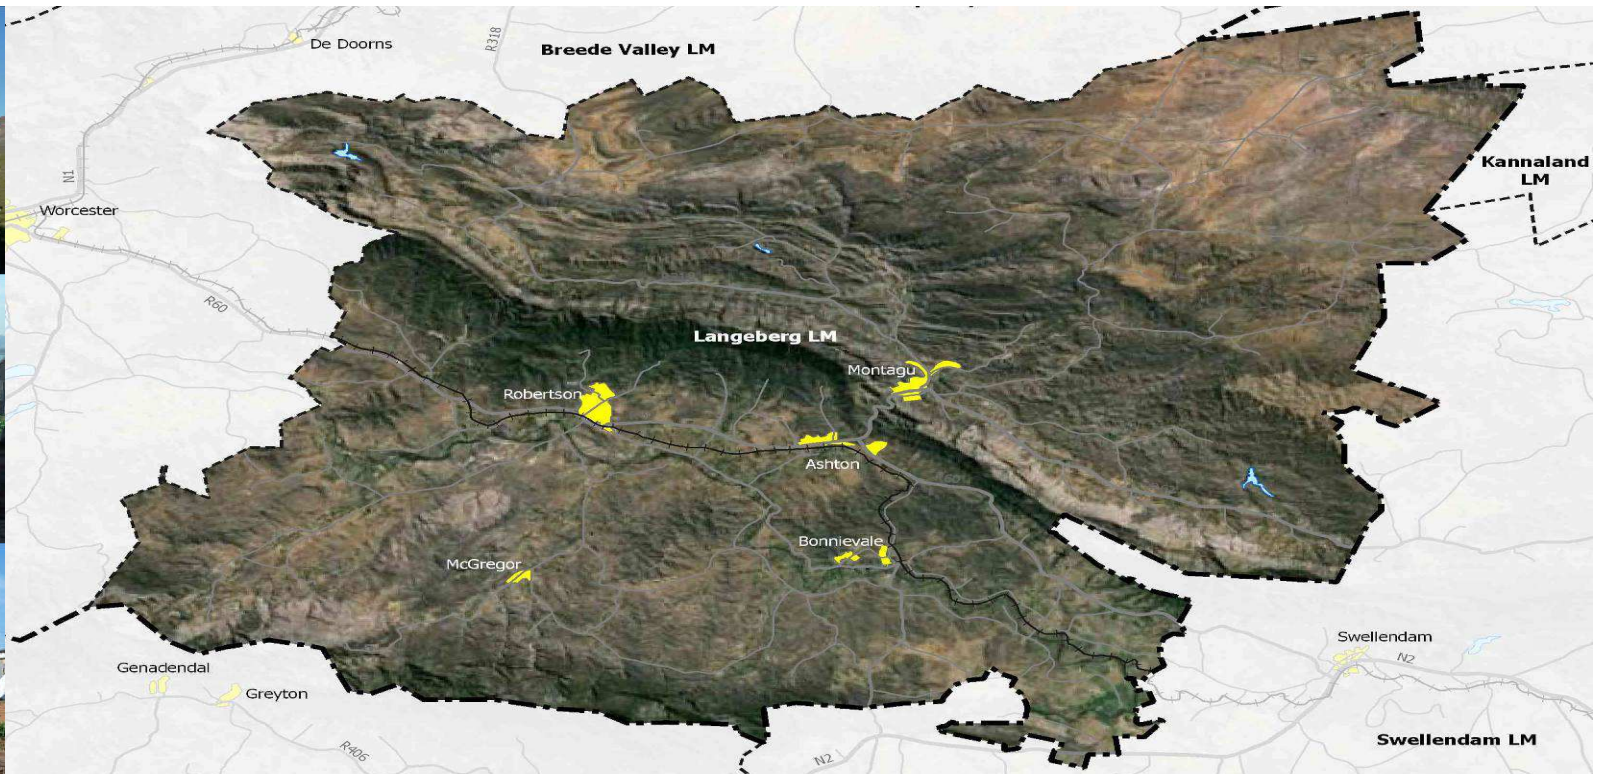 De Doorns
R318
Breede Valley LM
Kannaland
LM
N1
Worcester
R60
Langeberg LM
Montagu
Robertson
Ashton
Bonnievale
McGregor
Swellendam
N2
Genadendal
Greyton
R406
N2
Swellendam LM